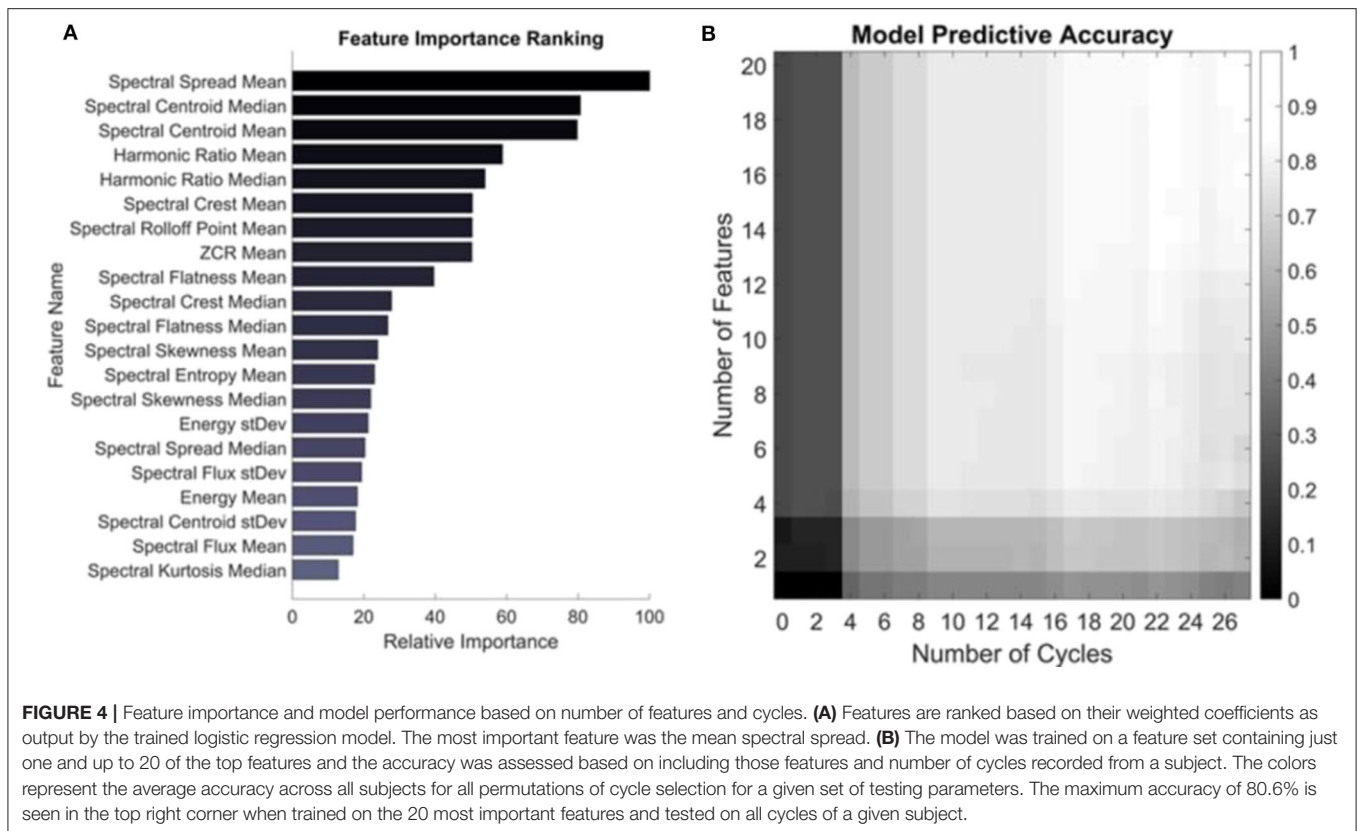 A
Feature Importance Ranking
Feature Name
Spectral Spread Mean
Spectral Centroid Median
Spectral Centroid Mean
Harmonic Ratio Mean
Harmonic Ratio Median
Spectral Crest Mean
Spectral Rolloff Point Mean
ZCR Mean
Spectral Flatness Mean
Spectral Crest Median
Spectral Flatness Median
Spectral Skewness Mean
Spectral Entropy Mean
Spectral Skewness Median
Energy stDev
Spectral Spread Median
Spectral Flux stDev
Energy Mean
Spectral Centroid stDev
Spectral Flux Mean
Spectral Kurtosis Median
0 20 40 60 80 100
Relative Importance
B
Model Predictive Accuracy
Number of Features
20
18
16
14
12
10
8
6
4
2
0 2 4 6 8 10 12 14 16 18 20 22 24 26
Number of Cycles
1
0.9
0.8
0.7
0.6
0.5
0.4
0.3
0.2
0.1
0
FIGURE 4 | Feature importance and model performance based on number of features and cycles. (A) Features are ranked based on their weighted coefficients as
output by the trained logistic regression model. The most important feature was the mean spectral spread. (B) The model was trained on a feature set containing just
one and up to 20 of the top features and the accuracy was assessed based on including those features and number of cycles recorded from a subject. The colors
represent the average accuracy across all subjects for all permutations of cycle selection for a given set of testing parameters. The maximum accuracy of 80.6% is
seen in the top right corner when trained on the 20 most important features and tested on all cycles of a given subject.